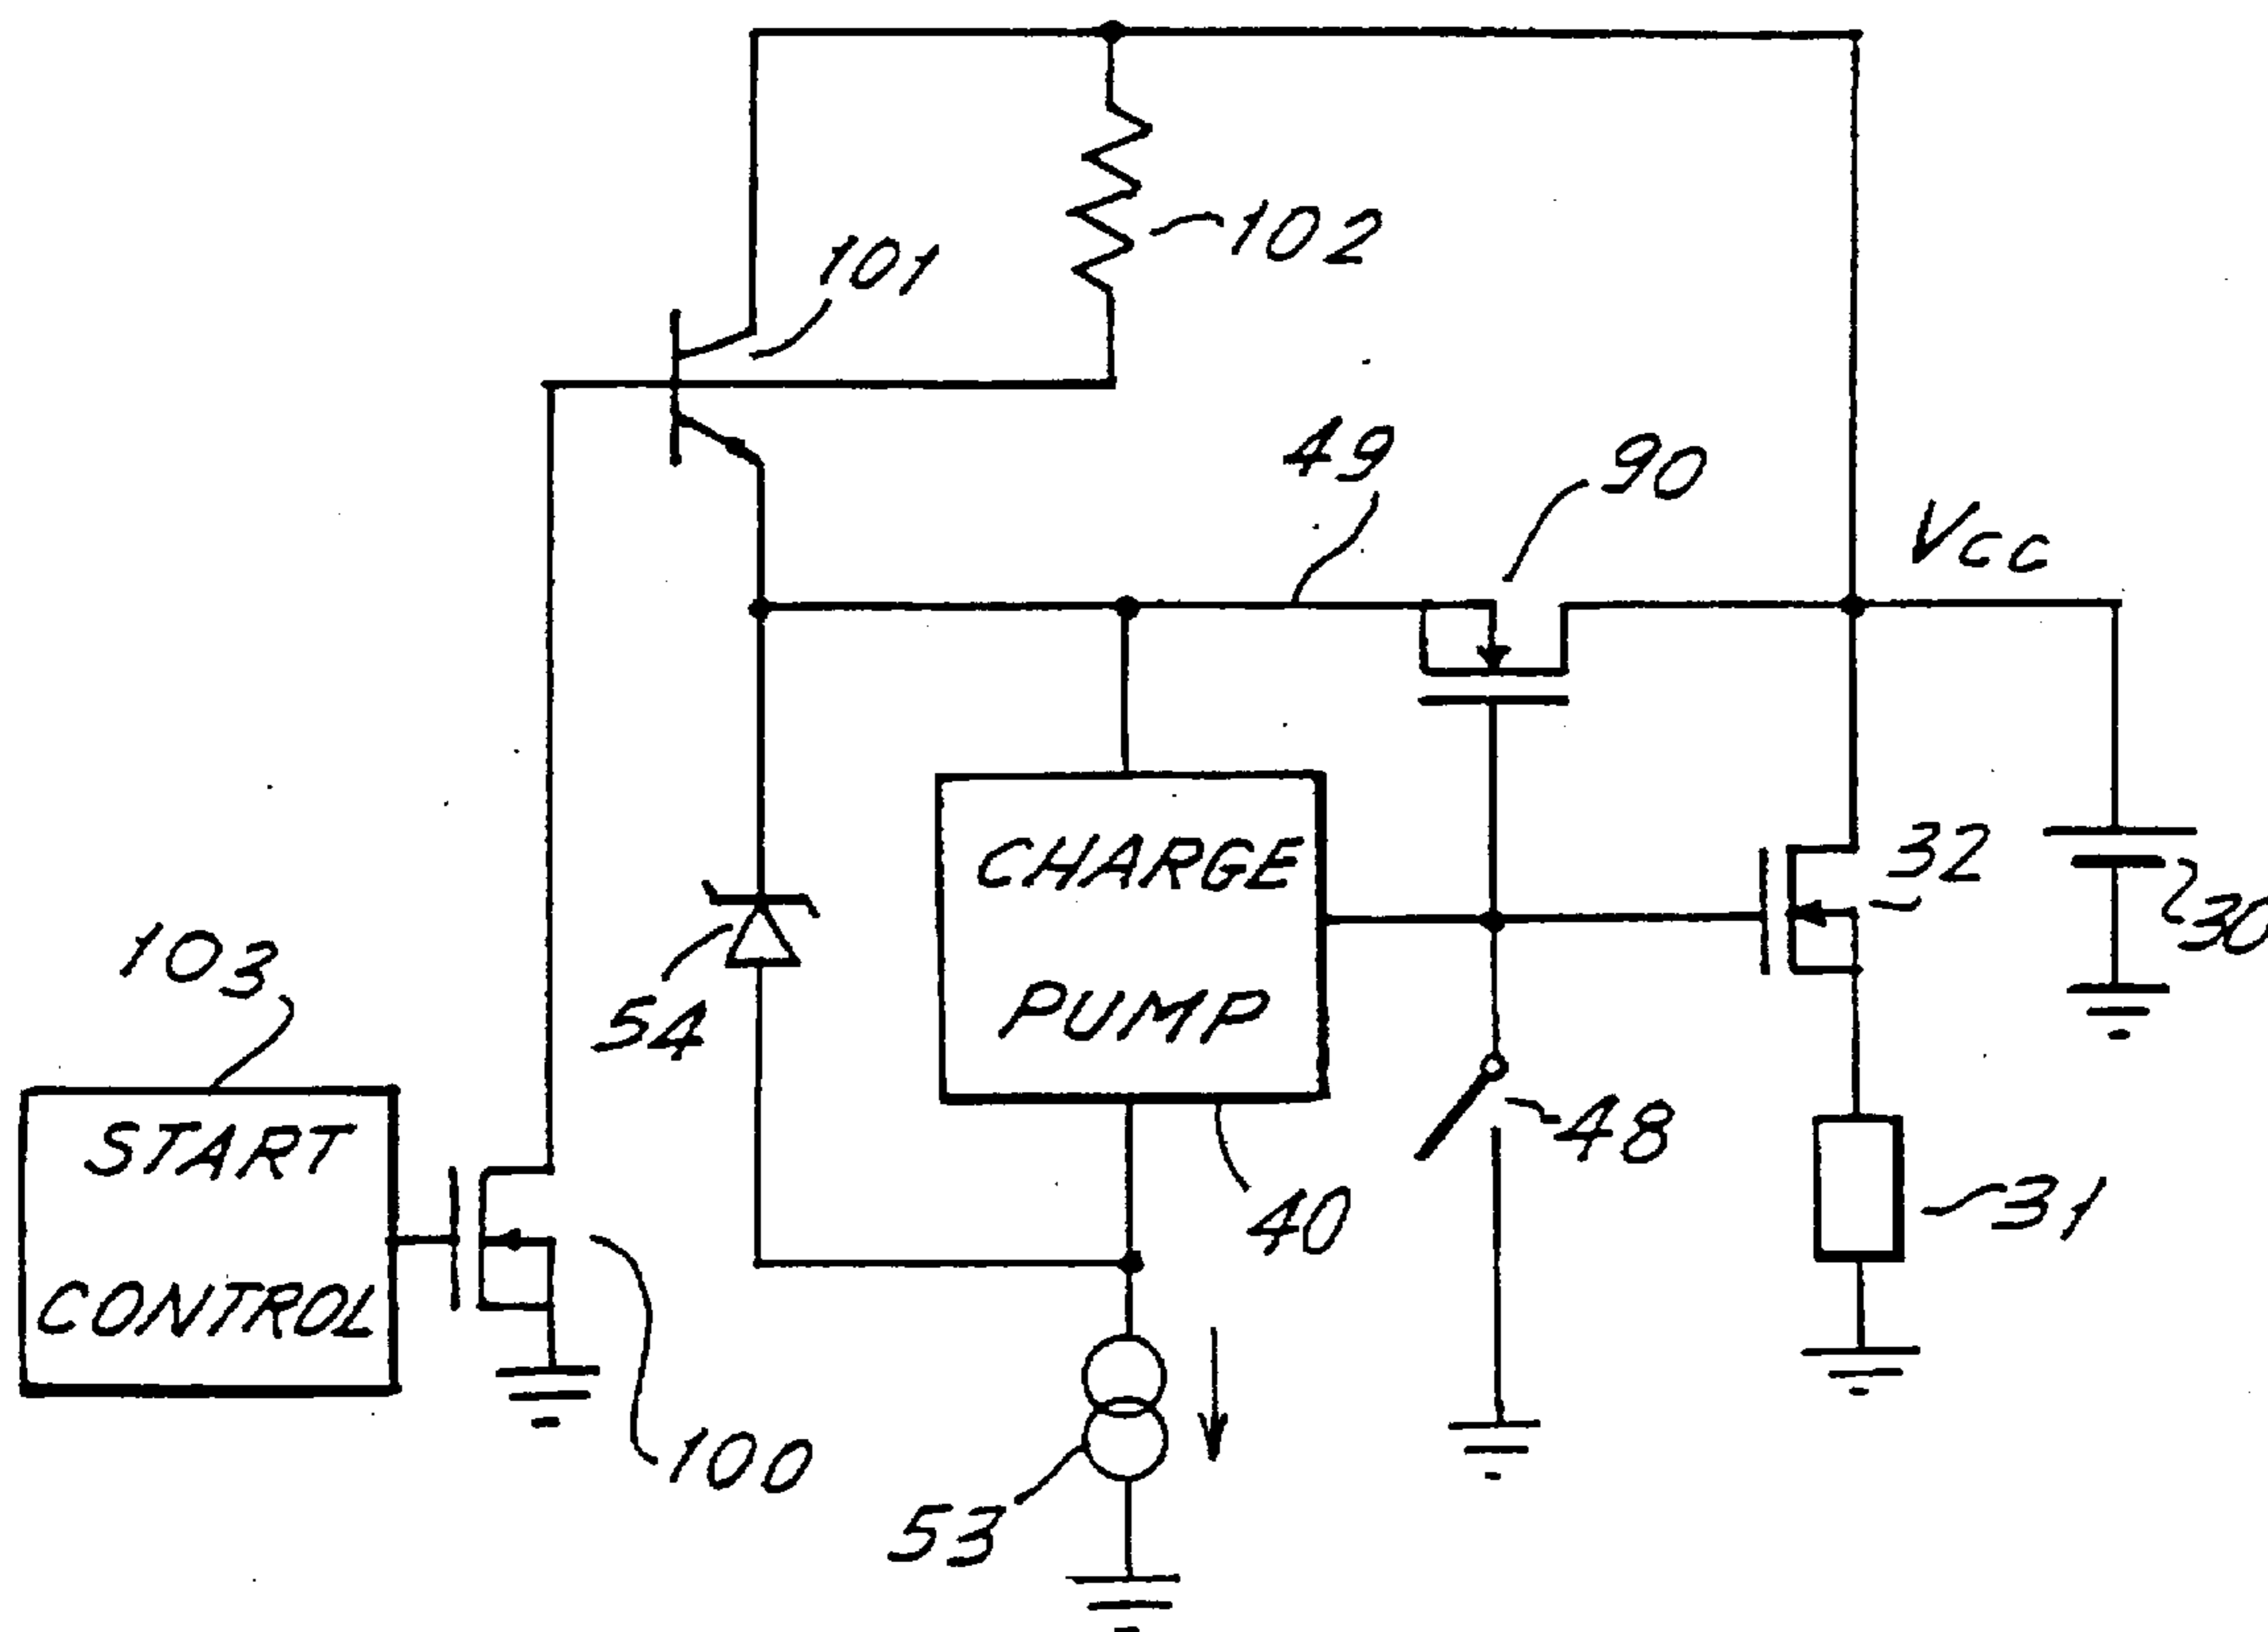 102
101
49
90
Vcc
32
30
CHARGE
PUMP
103
54
START
CONTROL
48
40
31
100
53